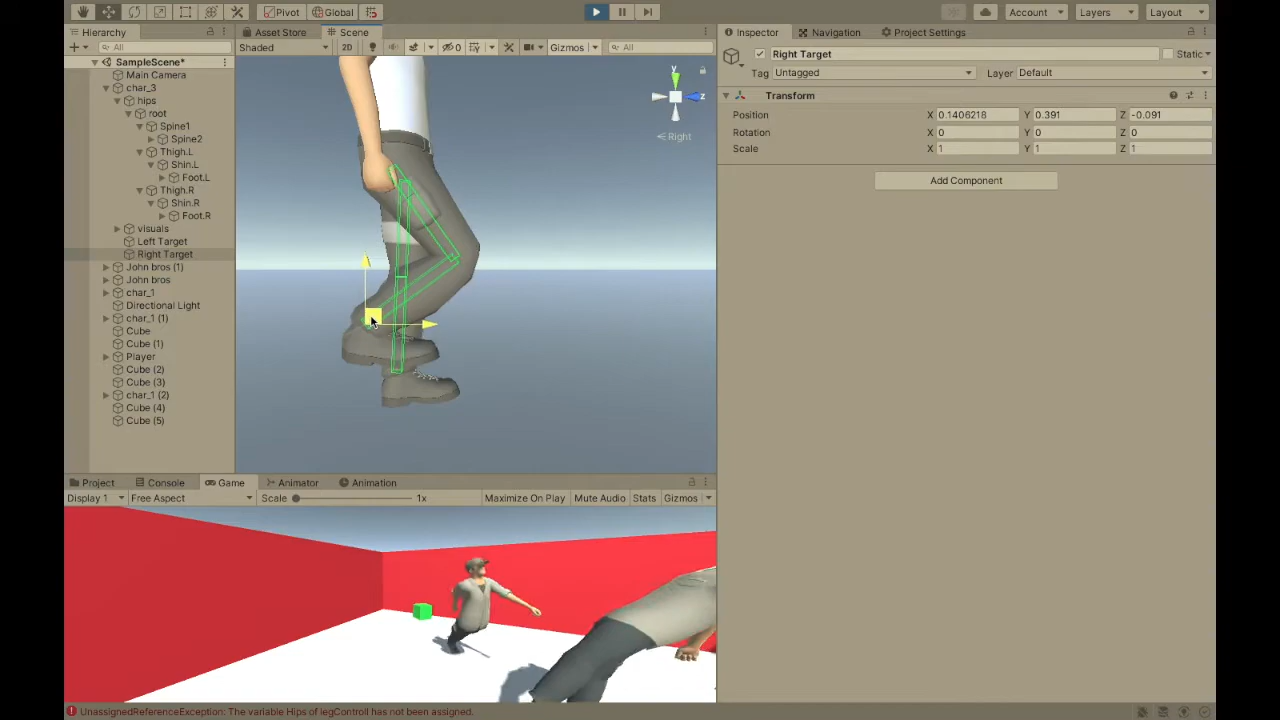 Pivot Global Account Layers Layout
Hierarchy Asset Store Scene Inspector Navigation Project Settings
All Shaded 2D 0 Gizmos All
Right Target Static
Tag Untagged Layer Default
Transform
Position X 0.1406218 Y 0.391 Z -0.091
Rotation X 0 Y 0 Z 0
Scale X 1 Y 1 Z 1
Add Component
SampleScene*
Main Camera
char_3
hips
root
Spine1
Spine2
Thigh.L
Shin.L
Foot.L
Thigh.R
Shin.R
Foot.R
visuals
Left Target
Right Target
John bros (1)
John bros
char_1
Directional Light
char_1 (1)
Cube
Cube (1)
Player
Cube (2)
Cube (3)
char_1 (2)
Cube (4)
Cube (5)
y
z
Right
Project Console Game Animator Animation
Display 1 Free Aspect Scale 1x Maximize On Play Mute Audio Stats Gizmos
UnassignedReferenceException: The variable Hips of legControll has not been assigned.